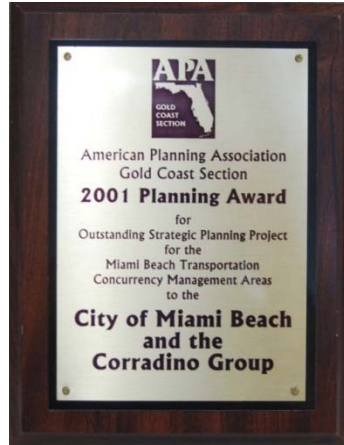 APA
GOLD
COAST
SECTION
American Planning Association
Gold Coast Section
2001 Planning Award
for
Outstanding Strategic Planning Project
for the
Miami Beach Transportation
Concurrency Management Areas
to the
City of Miami Beach
and the
Corradino Group